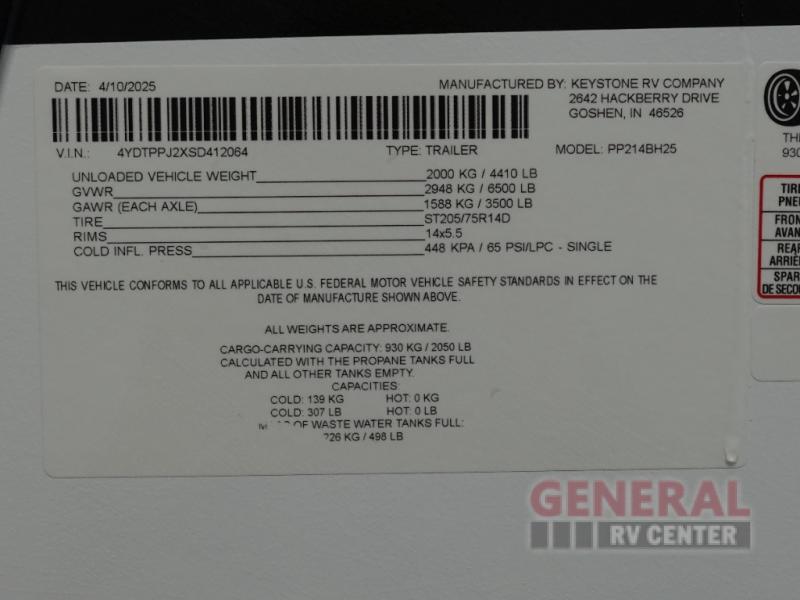 DATE: 4/10/2025
MANUFACTURED BY: KEYSTONE RV COMPANY
2642 HACKBERRY DRIVE
GOSHEN, IN 46526
V.I.N.: 4YDTPPJ2XSD412064 TYPE: TRAILER MODEL: PP214BH25
UNLOADED VEHICLE WEIGHT 2000 KG / 4410 LB
GVWR 2948 KG / 6500 LB
GAWR (EACH AXLE) 1588 KG / 3500 LB
TIRE ST205/75R14D
RIMS 14x5.5
COLD INFL. PRESS 448 KPA / 65 PSI/LPC - SINGLE
THIS VEHICLE CONFORMS TO ALL APPLICABLE U.S. FEDERAL MOTOR VEHICLE SAFETY STANDARDS IN EFFECT ON THE
DATE OF MANUFACTURE SHOWN ABOVE.
ALL WEIGHTS ARE APPROXIMATE.
CARGO-CARRYING CAPACITY: 930 KG / 2050 LB
CALCULATED WITH THE PROPANE TANKS FULL
AND ALL OTHER TANKS EMPTY.
CAPACITIES:
COLD: 139 KG HOT: 0 KG
COLD: 307 LB HOT: 0 LB
OF WASTE WATER TANKS FULL:
226 KG / 498 LB
930
TIRE
FRON
AVAN
REAR
ARRIÈ
SPAR
DE SECOU
GENERAL
RV CENTER